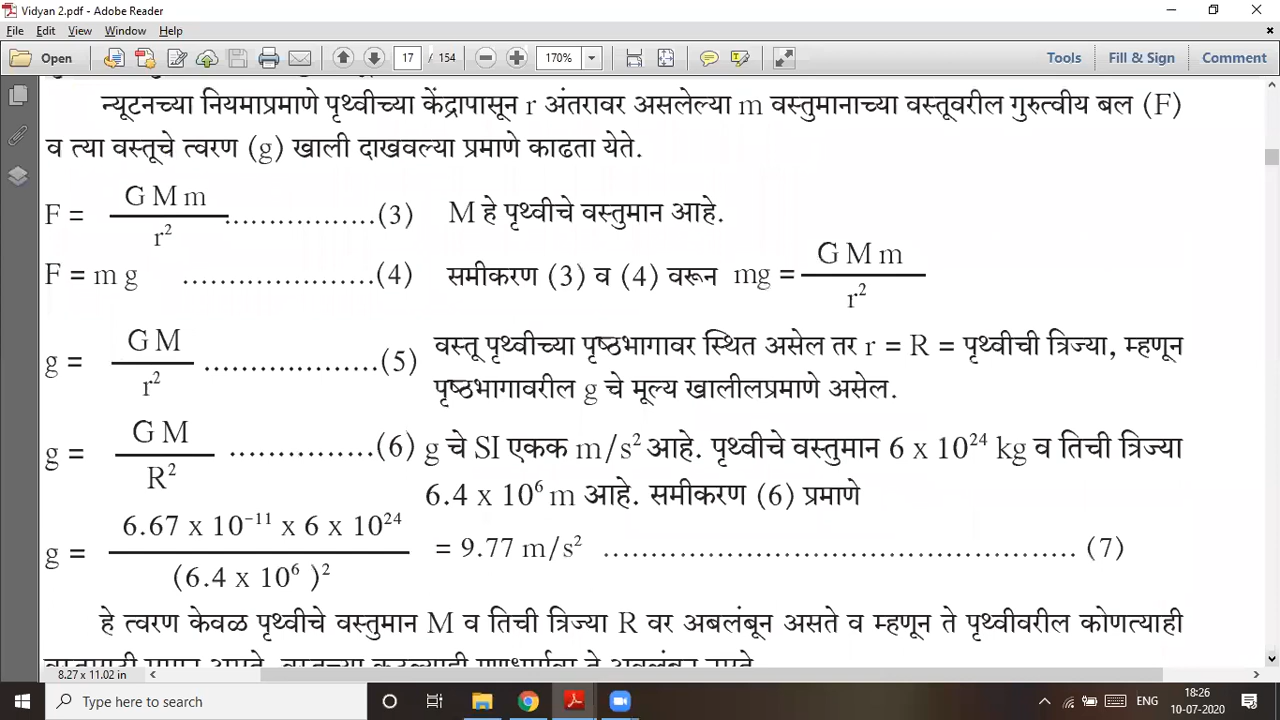 Vidyan 2.pdf - Adobe Reader
File Edit View Window Help
Open 17 / 154 170% Tools Fill & Sign Comment
न्यूटनच्या नियमाप्रमाणे पृथ्वीच्या केंद्रापासून r अंतरावर असलेल्या m वस्तुमानाच्या वस्तूवरील गुरुत्वीय बल (F)
व त्या वस्तूचे त्वरण (g) खाली दाखवल्या प्रमाणे काढता येते.
F = G M m / r² ................(3) M हे पृथ्वीचे वस्तुमान आहे.
F = m g .....................(4) समीकरण (3) व (4) वरून mg = G M m / r²
g = G M / r² ...................(5) वस्तू पृथ्वीच्या पृष्ठभागावर स्थित असेल तर r = R = पृथ्वीची त्रिज्या, म्हणून
पृष्ठभागावरील g चे मूल्य खालीलप्रमाणे असेल.
g = G M / R² ...............(6) g चे SI एकक m/s² आहे. पृथ्वीचे वस्तुमान 6 x 10²⁴ kg व तिची त्रिज्या
6.4 x 10⁶ m आहे. समीकरण (6) प्रमाणे
g = 6.67 x 10⁻¹¹ x 6 x 10²⁴ / (6.4 x 10⁶ )² = 9.77 m/s² .................................................. (7)
हे त्वरण केवळ पृथ्वीचे वस्तुमान M व तिची त्रिज्या R वर अबलंबून असते व म्हणून ते पृथ्वीवरील कोणत्याही
8.27 x 11.02 in
Type here to search
ENG 18:26
10-07-2020